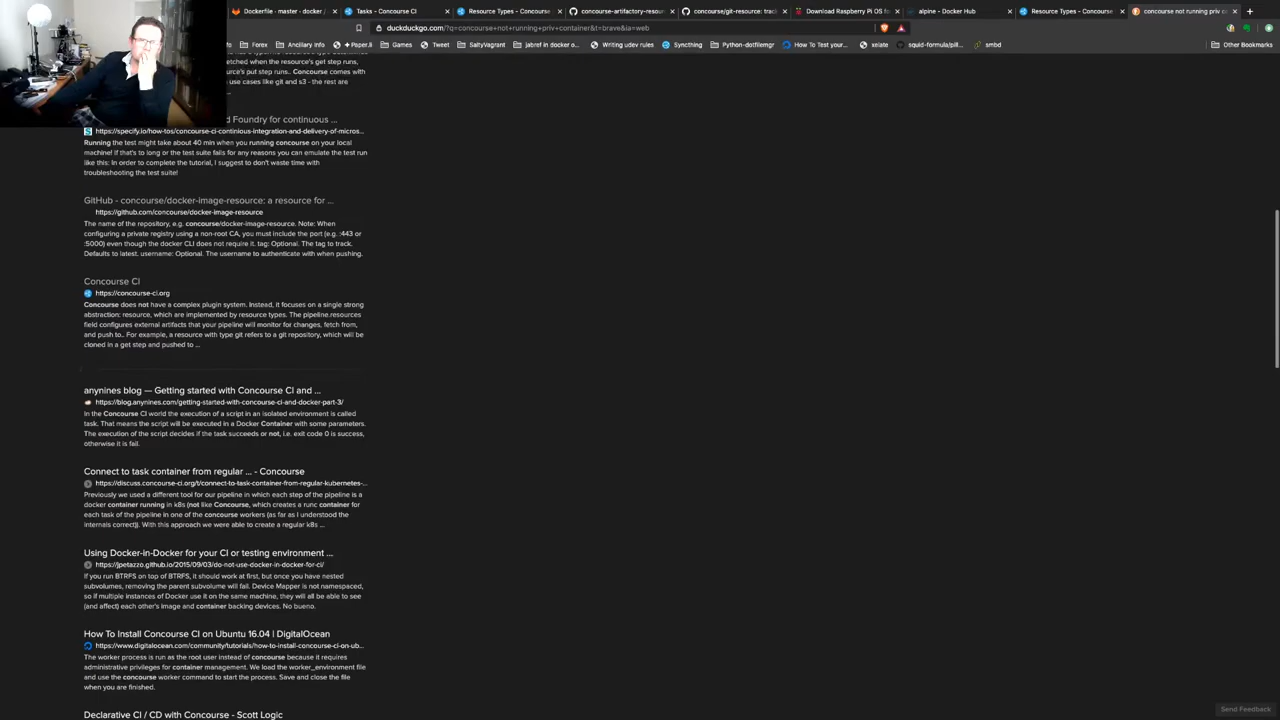 Dockerfile - master - docker /
Tasks - Concourse CI
Resource Types - Concourse
concourse-artifactory-resou
concourse/git-resource: trac
Download Raspberry Pi OS fo
alpine - Docker Hub
Resource Types - Concourse
concourse not running priv c
duckduckgo.com/?q=concourse+not+running+priv+container&t=brave&ia=web
Forex
Ancillary info
Paper.li
Games
Tweet
SaltyVagrant
jabref in docker o...
Writing udev rules
Syncthing
Python-dotfilemgr
How To Test your...
xelate
squid-formula/pill...
smbd
Other Bookmarks
etched when the resource's get step runs,
rce's put step runs.. Concourse comes with
use cases like git and s3 - the rest are
d Foundry for continuous ...
https://specify.io/how-tos/concourse-ci-continious-integration-and-delivery-of-micros...
Running the test might take about 40 min when you running concourse on your local
machine! if that's to long or the test suite fails for any reasons you can emulate the test run
like this: In order to complete the tutorial, I suggest to don't waste time with
troubleshooting the test suite!
GitHub - concourse/docker-image-resource: a resource for ...
https://github.com/concourse/docker-image-resource
The name of the repository, e.g. concourse/docker-image-resource. Note: When
configuring a private registry using a non-root CA, you must include the port (e.g. :443 or
:5000) even though the docker CLI does not require it. tag: Optional. The tag to track.
Defaults to latest. username: Optional. The username to authenticate with when pushing.
Concourse CI
https://concourse-ci.org
Concourse does not have a complex plugin system. Instead, it focuses on a single strong
abstraction: resource, which are implemented by resource types. The pipeline.resources
field configures external artifacts that your pipeline will monitor for changes, fetch from,
and push to.. For example, a resource with type git refers to a git repository, which will be
cloned in a get step and pushed to ...
anynines blog — Getting started with Concourse CI and ...
https://blog.anynines.com/getting-started-with-concourse-ci-and-docker-part-3/
In the Concourse CI world the execution of a script in an isolated environment is called
task. That means the script will be executed in a Docker Container with some parameters.
The execution of the script decides if the task succeeds or not, i.e. exit code 0 is success,
otherwise it is fail.
Connect to task container from regular ... - Concourse
https://discuss.concourse-ci.org/t/connect-to-task-container-from-regular-kubernetes-...
Previously we used a different tool for our pipeline in which each step of the pipeline is a
docker container running in k8s (not like Concourse, which creates a runc container for
each task of the pipeline in one of the concourse workers (as far as I understood the
internals correct)). With this approach we were able to create a regular k8s ...
Using Docker-in-Docker for your CI or testing environment ...
https://jpetazzo.github.io/2015/09/03/do-not-use-docker-in-docker-for-ci/
If you run BTRFS on top of BTRFS, it should work at first, but once you have nested
subvolumes, removing the parent subvolume will fail. Device Mapper is not namespaced,
so if multiple instances of Docker use it on the same machine, they will all be able to see
(and affect) each other's image and container backing devices. No bueno.
How To Install Concourse CI on Ubuntu 16.04 | DigitalOcean
https://www.digitalocean.com/community/tutorials/how-to-install-concourse-ci-on-ub...
The worker process is run as the root user instead of concourse because it requires
administrative privileges for container management. We load the worker_environment file
and use the concourse worker command to start the process. Save and close the file
when you are finished.
Declarative CI / CD with Concourse - Scott Logic
Send Feedback